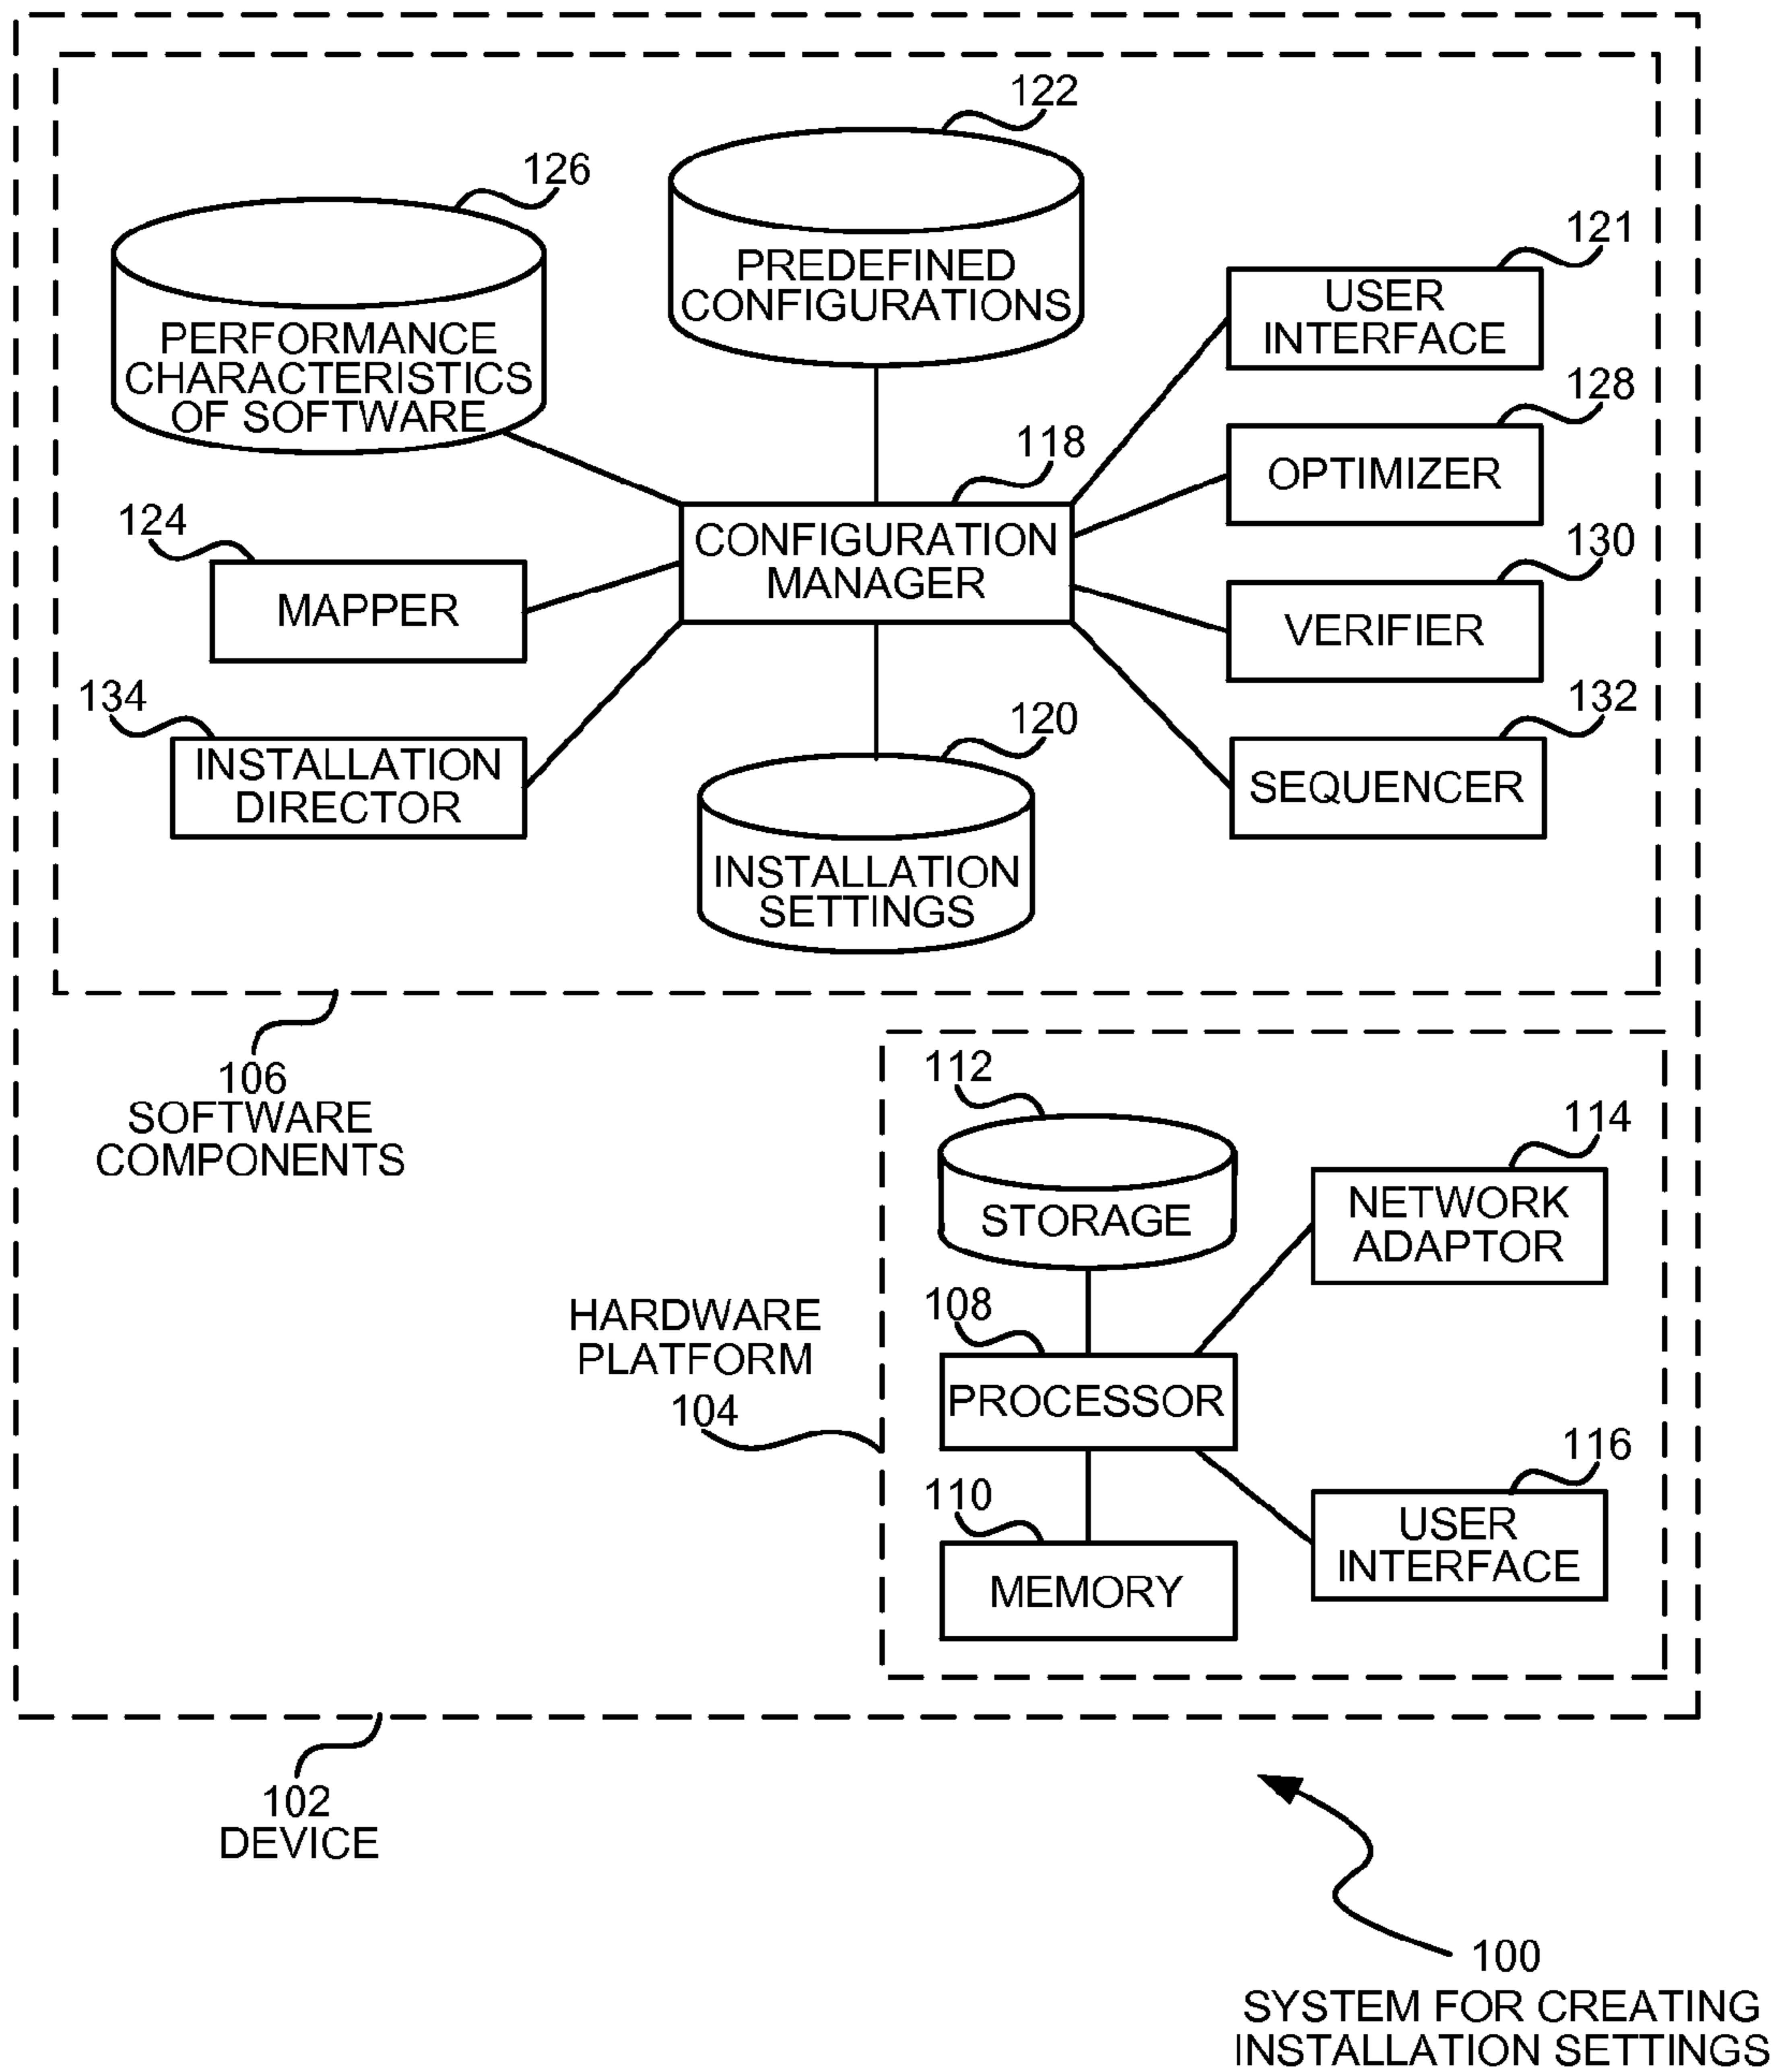 122
126
PREDEFINED
CONFIGURATIONS
121
USER
INTERFACE
PERFORMANCE
CHARACTERISTICS
OF SOFTWARE
128
OPTIMIZER
118
CONFIGURATION
MANAGER
124
MAPPER
130
VERIFIER
134
INSTALLATION
DIRECTOR
120
INSTALLATION
SETTINGS
132
SEQUENCER
106
SOFTWARE
COMPONENTS
112
STORAGE
114
NETWORK
ADAPTOR
HARDWARE
PLATFORM
104
108
PROCESSOR
110
MEMORY
116
USER
INTERFACE
102
DEVICE
100
SYSTEM FOR CREATING
INSTALLATION SETTINGS